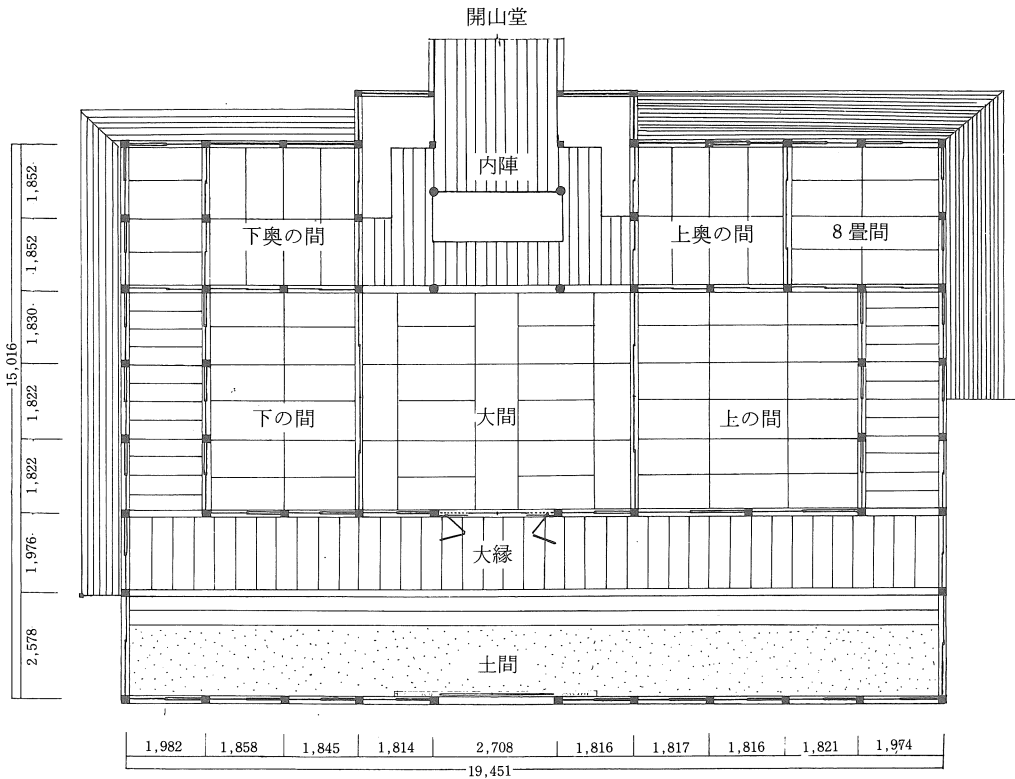 開山堂
内陣
下奥の間
上奥の間
8畳間
下の間
大間
上の間
大縁
土間
1,852
1,852
1,830
1,822
1,822
1,976
2,578
15,016
1,982
1,858
1,845
1,814
2,708
1,816
1,817
1,816
1,821
1,974
19,451